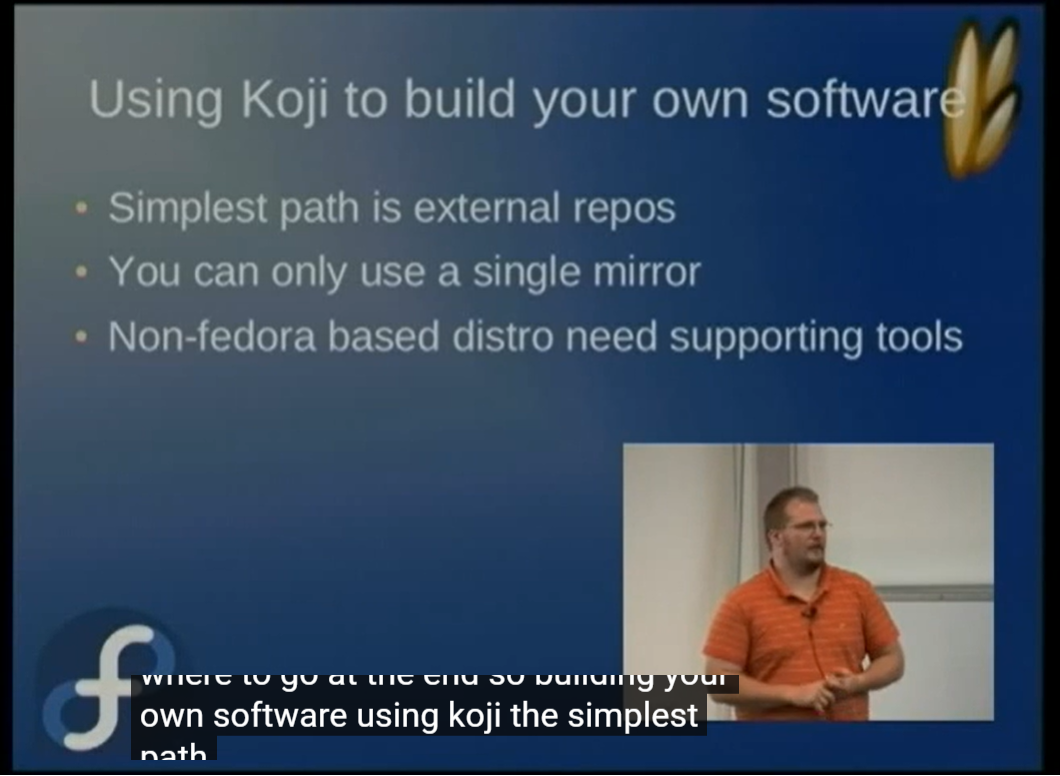 Using Koji to build your own software
• Simplest path is external repos
• You can only use a single mirror
• Non-fedora based distro need supporting tools
where to go at the end so building your
own software using koji the simplest
path